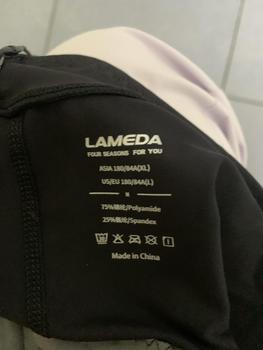 LAMEDA
FOUR SEASONS FOR YOU
ASIA 180/84A(XL)
US/EU 180/84A(L)
75%锦纶/Polyamide
25%氨纶/Spandex
Made in China